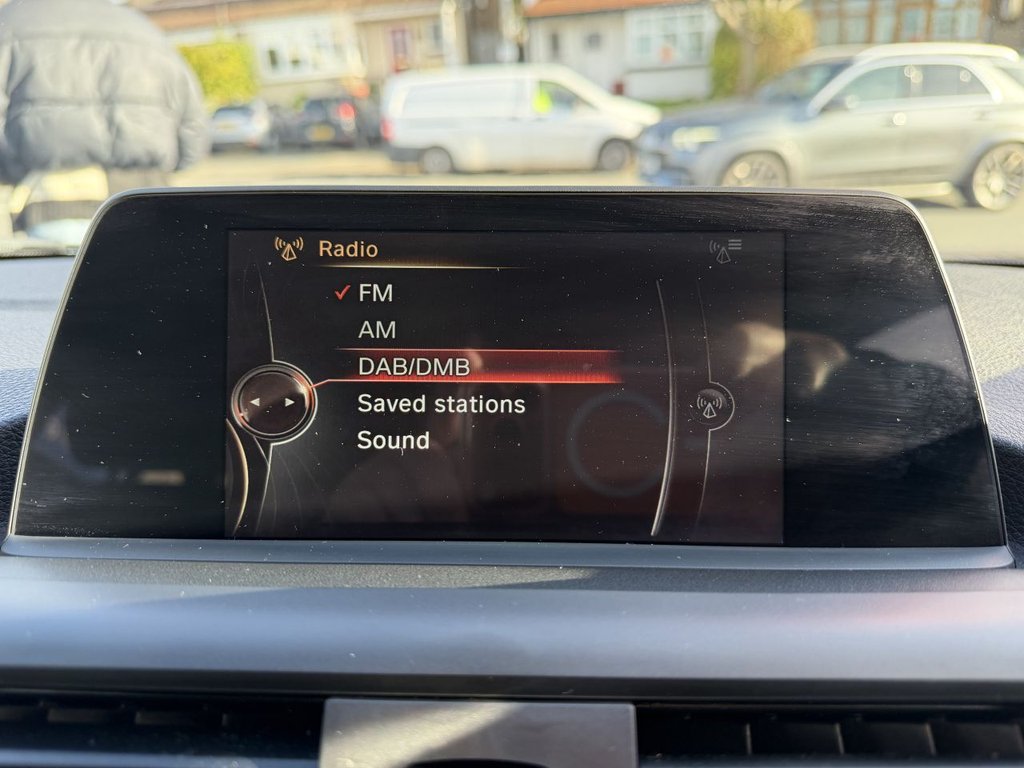 Radio
FM
AM
DAB/DMB
Saved stations
Sound